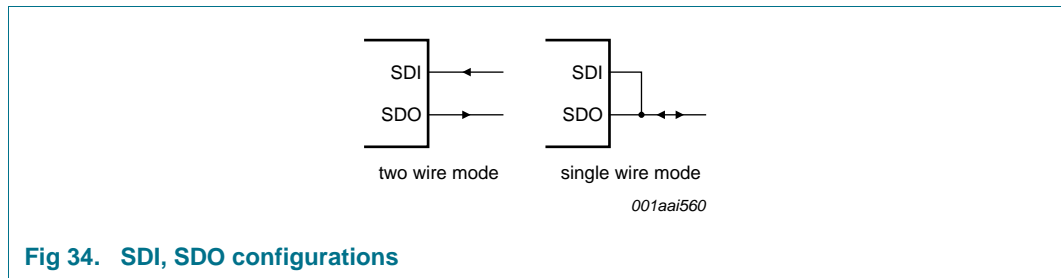 SDI SDI
SDO SDO
two wire mode single wire mode
001aai560
Fig 34. SDI, SDO configurations